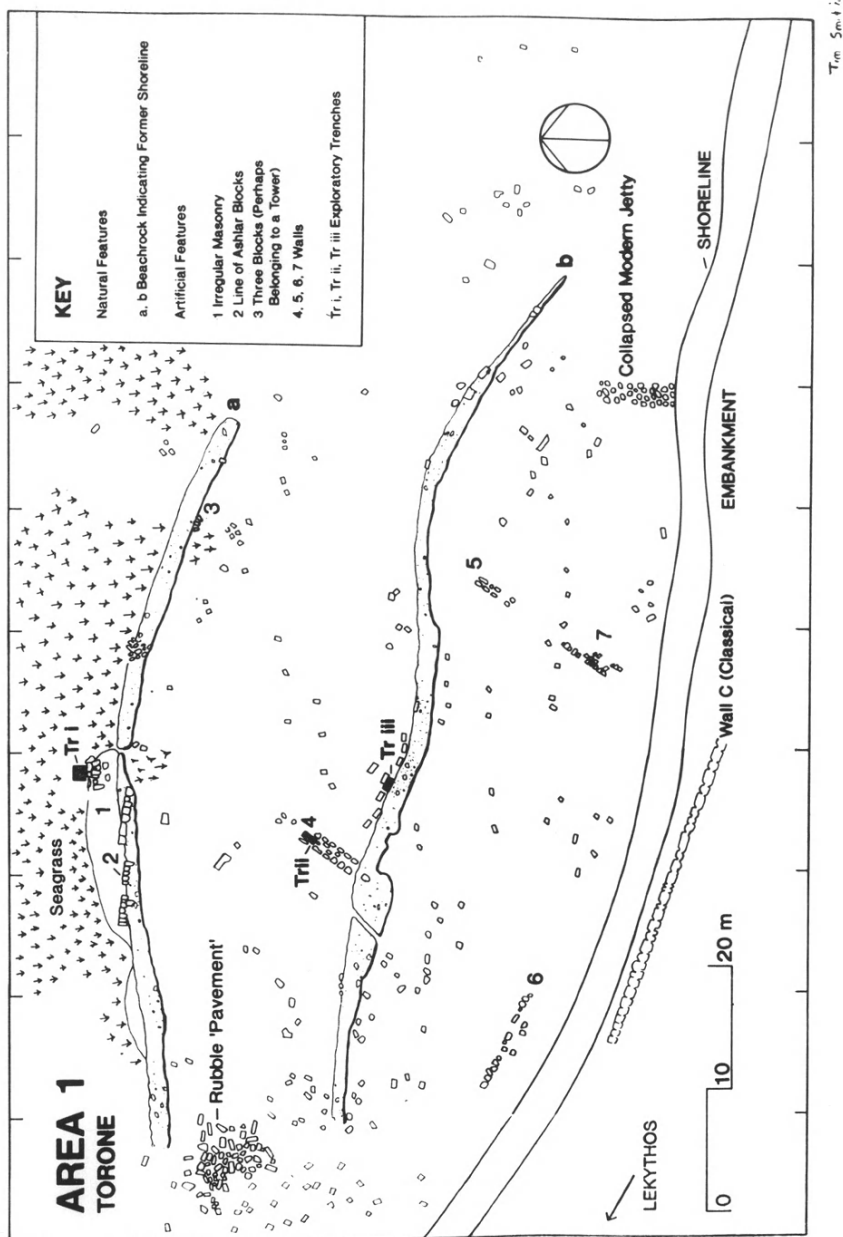 AREA 1
TORONE
KEY
Natural Features
a, b Beachrock Indicating Former Shoreline
Artificial Features
1 Irregular Masonry
2 Line of Ashlar Blocks
3 Three Blocks (Perhaps
Belonging to a Tower)
4, 5, 6, 7 Walls
Tr i, Tr ii, Tr iii Exploratory Trenches
Seagrass
Tr i
1
2
3
a
Rubble 'Pavement'
4
Tr ii
Tr iii
b
5
6
7
Collapsed Modern Jetty
SHORELINE
EMBANKMENT
Wall C (Classical)
LEKYTHOS
0
10
20 m
Tim